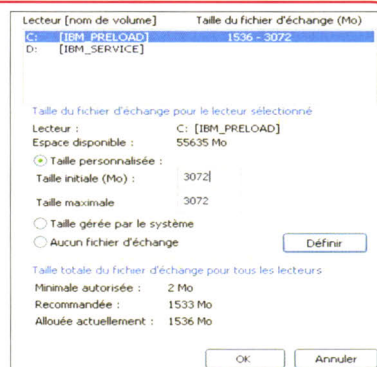 Lecteur [nom de volume] Taille du fichier d'échange (Mo)
C: [IBM_PRELOAD] 1536 - 3072
D: [IBM_SERVICE]
Taille du fichier d'échange pour le lecteur sélectionné
Lecteur : C: [IBM_PRELOAD]
Espace disponible : 55635 Mo
Taille personnalisée :
Taille initiale (Mo) : 3072
Taille maximale 3072
Taille gérée par le système
Aucun fichier d'échange Définir
Taille totale du fichier d'échange pour tous les lecteurs
Minimale autorisée : 2 Mo
Recommandée : 1533 Mo
Allouée actuellement : 1536 Mo
OK Annuler